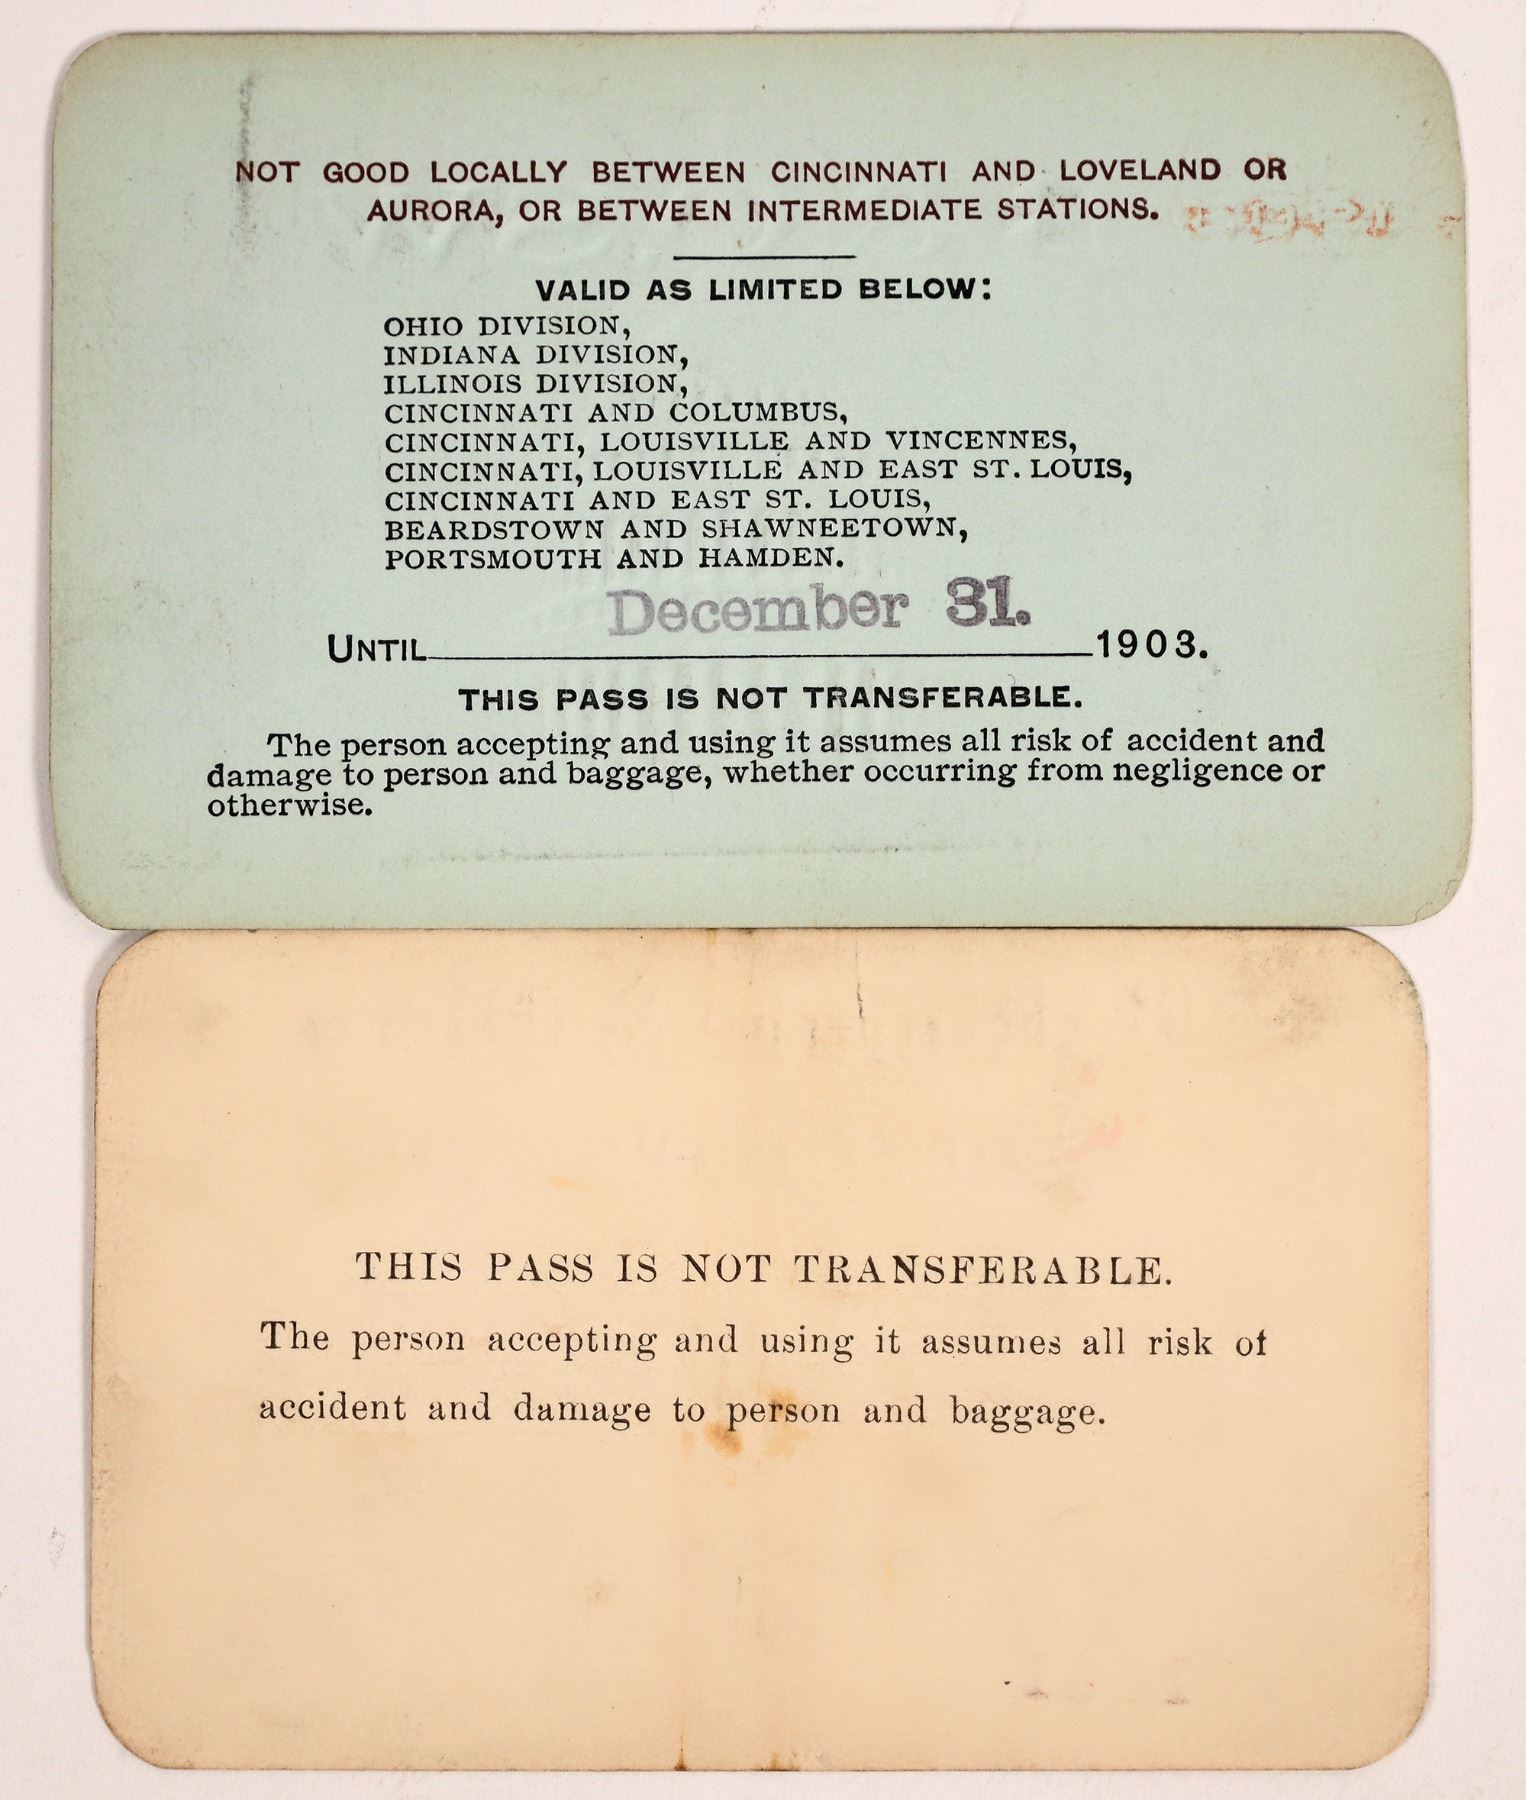 NOT GOOD LOCALLY BETWEEN CINCINNATI AND LOVELAND OR
AURORA, OR BETWEEN INTERMEDIATE STATIONS.
VALID AS LIMITED BELOW:
OHIO DIVISION,
INDIANA DIVISION,
ILLINOIS DIVISION,
CINCINNATI AND COLUMBUS,
CINCINNATI, LOUISVILLE AND VINCENNES,
CINCINNATI, LOUISVILLE AND EAST ST. LOUIS,
CINCINNATI AND EAST ST. LOUIS,
BEARDSTOWN AND SHAWNEETOWN,
PORTSMOUTH AND HAMDEN.
December 31.
UNTIL 1903.
THIS PASS IS NOT TRANSFERABLE.
The person accepting and using it assumes all risk of accident and
damage to person and baggage, whether occurring from negligence or
otherwise.
THIS PASS IS NOT TRANSFERABLE.
The person accepting and using it assumes all risk of
accident and damage to person and baggage.